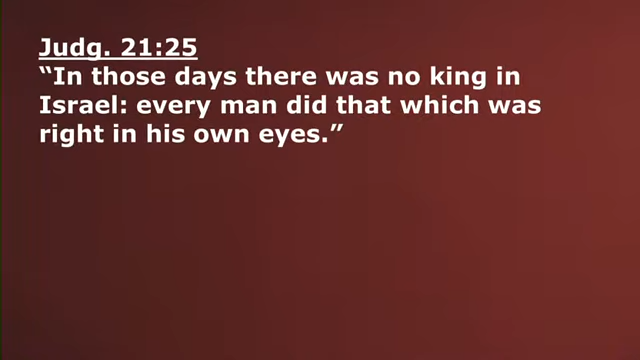 Judg. 21:25
“In those days there was no king in
Israel: every man did that which was
right in his own eyes.”